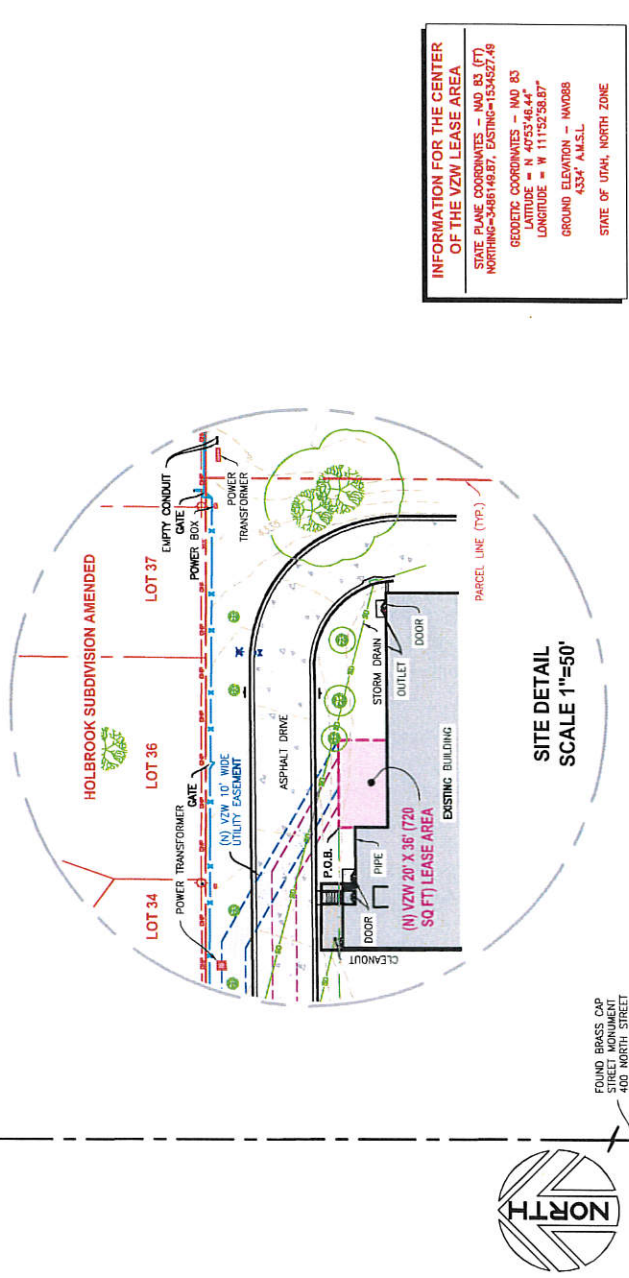 INFORMATION FOR THE CENTER
OF THE VZW LEASE AREA
STATE PLANE COORDINATES - NAD 83 (FT)
NORTHING=3486149.87, EASTING=1534527.49
GEODETIC COORDINATES - NAD 83
LATITUDE = N 40°53'46.44"
LONGITUDE = W 111°52'58.87"
GROUND ELEVATION - NAVD88
4334' A.M.S.L.
STATE OF UTAH, NORTH ZONE
HOLBROOK SUBDIVISION AMENDED
LOT 34
LOT 36
LOT 37
POWER TRANSFORMER
GATE
EMPTY CONDUIT
GATE
POWER BOX
POWER
TRANSFORMER
(N) VZW 10' WIDE
UTILITY EASEMENT
ASPHALT DRIVE
4335
PARCEL LINE (TYP.)
P.O.B.
PIPE
DOOR
CLEANOUT
STORM DRAIN
OUTLET
DOOR
(N) VZW 20' X 36' (720
SQ FT) LEASE AREA
EXISTING BUILDING
SITE DETAIL
SCALE 1"=50'
FOUND BRASS CAP
STREET MONUMENT
400 NORTH STREET
NORTH